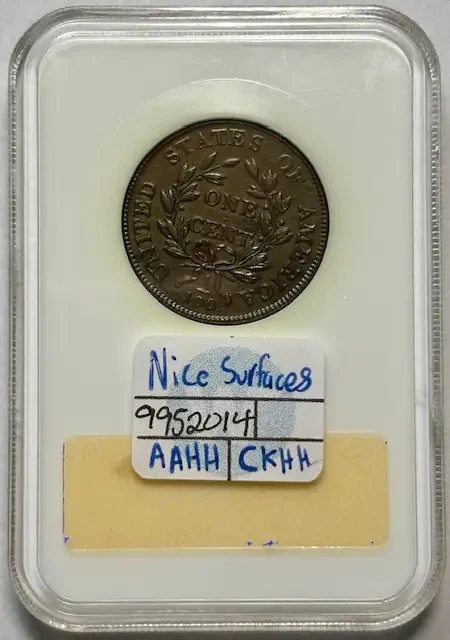 UNITED STATES OF AMERICA
ONE
CENT
Nice Surfaces
9952014
AAHH CKHH